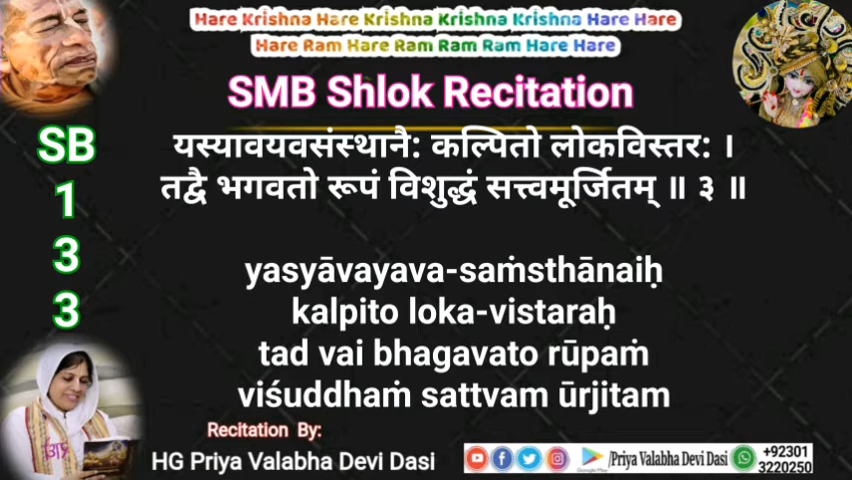 Hare Krishna Hare Krishna Krishna Krishna Hare Hare
Hare Ram Hare Ram Ram Ram Hare Hare
SMB Shlok Recitation
SB
1
3
3
यस्यावयवसंस्थानै: कल्पितो लोकविस्तर: ।
तद्वै भगवतो रूपं विशुद्धं सत्त्वमूर्जितम् ॥ ३ ॥
yasyāvayava-saṁsthānaiḥ
kalpito loka-vistaraḥ
tad vai bhagavato rūpaṁ
viśuddhaṁ sattvam ūrjitam
Recitation By:
HG Priya Valabha Devi Dasi
Google Play
/Priya Valabha Devi Dasi
+92301
3220250